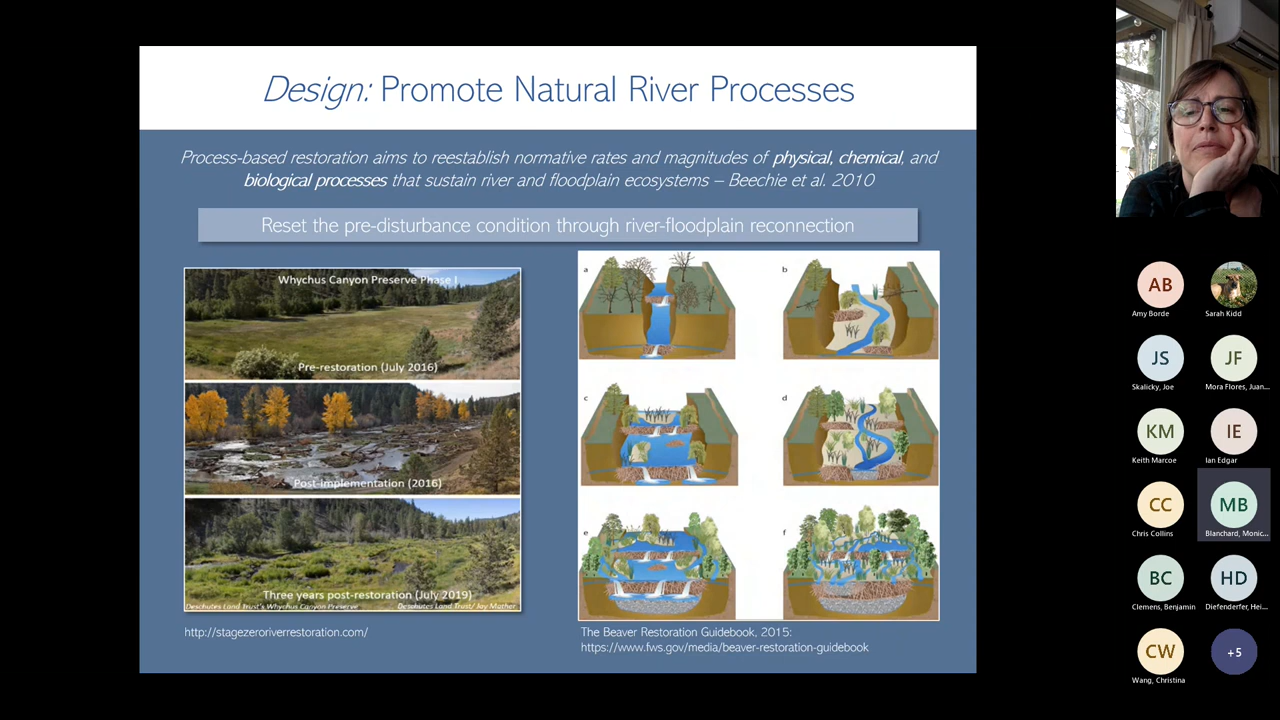 Design: Promote Natural River Processes
Process-based restoration aims to reestablish normative rates and magnitudes of physical, chemical, and
biological processes that sustain river and floodplain ecosystems – Beechie et al. 2010
Reset the pre-disturbance condition through river-floodplain reconnection
Whychus Canyon Preserve Phase I
Pre-restoration (July 2016)
Post-implementation (2016)
Three years post-restoration (July 2019)
Deschutes Land Trust's Whychus Canyon Preserve
Deschutes Land Trust/ Jay Mather
http://stagezeroriverrestoration.com/
a
b
c
d
e
f
The Beaver Restoration Guidebook, 2015:
https://www.fws.gov/media/beaver-restoration-guidebook
AB
Amy Borde
Sarah Kidd
JS
Skalicky, Joe
JF
Mora Flores, Juan...
KM
Keith Marcoe
IE
Ian Edgar
CC
Chris Collins
MB
Blanchard, Monic...
BC
Clemens, Benjamin
HD
Diefenderfer, Hei...
CW
Wang, Christina
+5